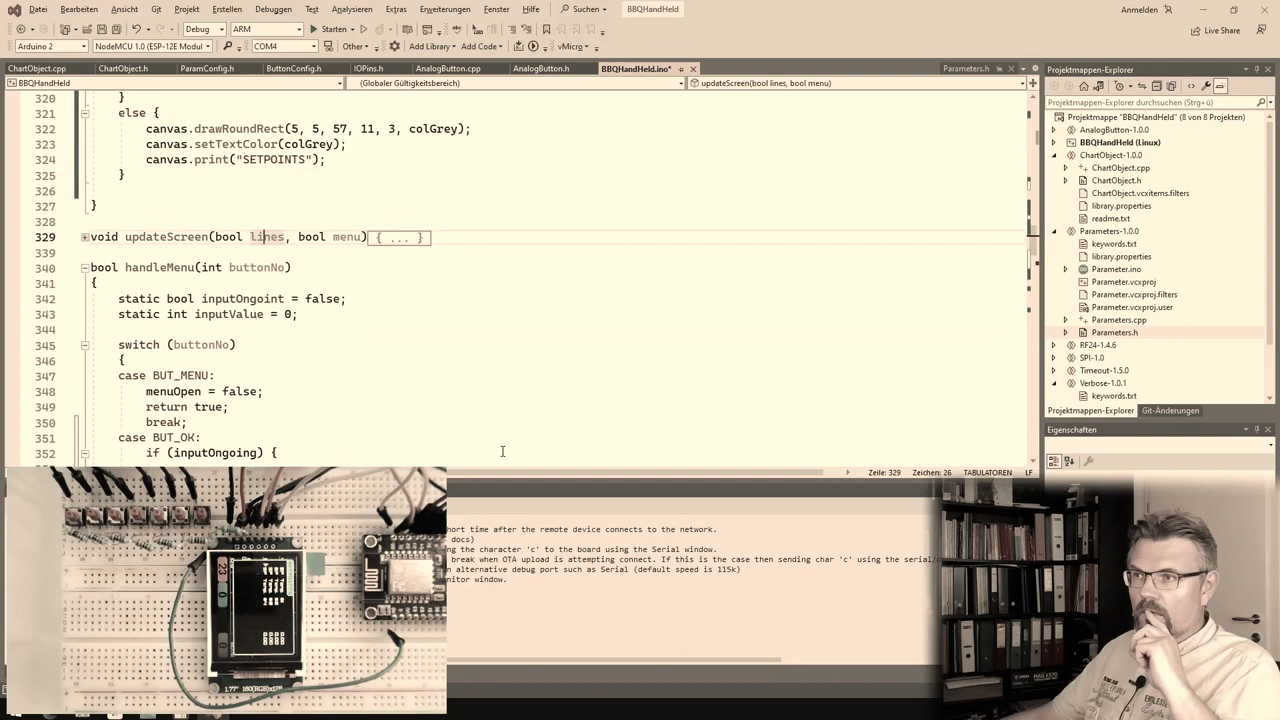 Datei Bearbeiten Ansicht Git Projekt Erstellen Debuggen Test Analysieren Extras Erweiterungen Fenster Hilfe Suchen BBQHandHeld Anmelden
Debug ARM Starten Live Share
Arduino 2 NodeMCU 1.0 (ESP-12E Modul COM4 Other Add Library Add Code vMicro
ChartObject.cpp ChartObject.h ParamConfig.h ButtonConfig.h IOPins.h AnalogButton.cpp AnalogButton.h BBQHandHeld.ino* Parameters.h
BBQHandHeld (Globaler Gültigkeitsbereich) updateScreen(bool lines, bool menu)
320 }
321 else {
322 canvas.drawRoundRect(5, 5, 57, 11, 3, colGrey);
323 canvas.setTextColor(colGrey);
324 canvas.print("SETPOINTS");
325 }
326
327 }
328
329 void updateScreen(bool lines, bool menu) { ... }
339
340 bool handleMenu(int buttonNo)
341 {
342 static bool inputOngoint = false;
343 static int inputValue = 0;
344
345 switch (buttonNo)
346 {
347 case BUT_MENU:
348 menuOpen = false;
349 return true;
350 break;
351 case BUT_OK:
352 if (inputOngoing) {
Zeile: 329 Zeichen: 26 TABULATOREN LF
ort time after the remote device connects to the network.
docs)
ng the character 'c' to the board using the Serial window.
break when OTA upload is attempting connect. If this is the case then sending char 'c' using the serial/
n alternative debug port such as Serial (default speed is 115k)
nitor window.
Projektmappen-Explorer
Projektmappen-Explorer durchsuchen (Strg+ü)
Projektmappe "BBQHandHeld" (8 von 8 Projekten)
AnalogButton-1.0.0
BBQHandHeld (Linux)
ChartObject-1.0.0
ChartObject.cpp
ChartObject.h
ChartObject.vcxitems.filters
library.properties
readme.txt
Parameters-1.0.0
keywords.txt
library.properties
Parameter.ino
Parameter.vcxproj
Parameter.vcxproj.filters
Parameter.vcxproj.user
Parameters.cpp
Parameters.h
RF24-1.4.6
SPI-1.0
Timeout-1.5.0
Verbose-1.0.1
keywords.txt
Projektmappen-Explorer Git-Änderungen
Eigenschaften